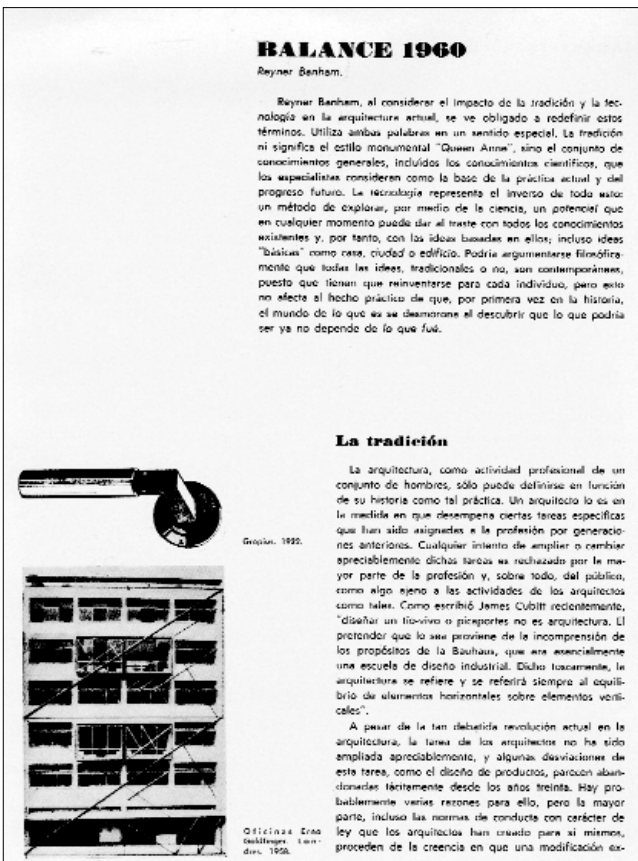 BALANCE 1960
Reyner Banham.
Reyner Banham, al considerar el impacto de la tradición y la tec-
nología en la arquitectura actual, se ve obligado a redefinir estos
términos. Utiliza ambas palabras en un sentido especial. La tradición
ni significa el estilo monumental "Queen Anne", sino el conjunto de
conocimientos generales, incluídos los conocimientos científicos, que
los especialistas consideran como la base de la práctica actual y del
progreso futuro. La tecnología representa el inverso de todo esto:
un método de explorar, por medio de la ciencia, un potencial que
en cualquier momento puede dar al traste con todos los conocimientos
existentes y, por tanto, con las ideas basadas en ellos; incluso ideas
"básicas" como casa, ciudad o edificio. Podría argumentarse filosófica-
mente que todas las ideas, tradicionales o no, son contemporáneas,
puesto que tienen que reinventarse para cada individuo, pero esto
no afecta al hecho práctico de que, por primera vez en la historia,
el mundo de lo que es se desmorona al descubrir que lo que podría
ser ya no depende de lo que fué.
La tradición
La arquitectura, como actividad profesional de un
conjunto de hombres, sólo puede definirse en función
de su historia como tal práctica. Un arquitecto lo es en
la medida en que desempeña ciertas tareas específicas
que han sido asignadas a la profesión por generacio-
nes anteriores. Cualquier intento de ampliar o cambiar
apreciablemente dichas tareas es rechazado por la ma-
yor parte de la profesión y, sobre todo, del público,
como algo ajeno a las actividades de los arquitectos
como tales. Como escribió James Cubitt recientemente,
"diseñar un tío-vivo o picaportes no es arquitectura. El
pretender que lo sea proviene de la incomprensión de
los propósitos de la Bauhaus, que era esencialmente
una escuela de diseño industrial. Dicho toscamente, la
arquitectura se refiere y se referirá siempre al equili-
brio de elementos horizontales sobre elementos verti-
cales".
A pesar de la tan debatida revolución actual en la
arquitectura, la tarea de los arquitectos no ha sido
ampliada apreciablemente, y algunas desviaciones de
esta tarea, como el diseño de productos, parecen aban-
donadas tácitamente desde los años treinta. Hay pro-
bablemente varias razones para ello, pero la mayor
parte, incluso las normas de conducta con carácter de
ley que los arquitectos han creado para sí mismos,
proceden de la creencia en que una modificación ex-
Gropius. 1922.
Oficinas Erno
Goldfinger. Lon-
dres. 1958.